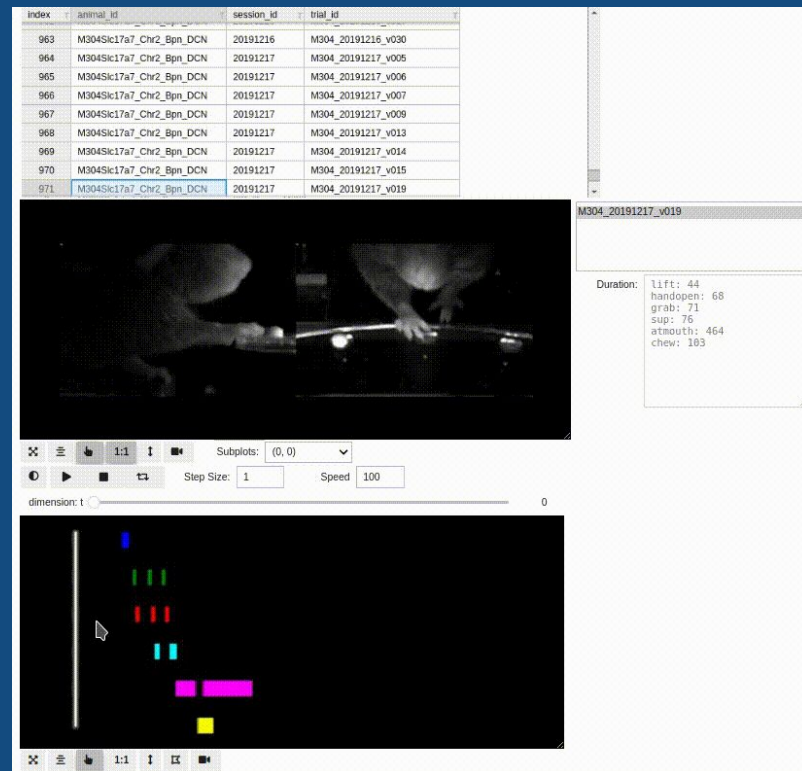 index animal_id session_id trial_id
963 M304Slc17a7_Chr2_Bpn_DCN 20191216 M304_20191216_v030
964 M304Slc17a7_Chr2_Bpn_DCN 20191217 M304_20191217_v005
965 M304Slc17a7_Chr2_Bpn_DCN 20191217 M304_20191217_v006
966 M304Slc17a7_Chr2_Bpn_DCN 20191217 M304_20191217_v007
967 M304Slc17a7_Chr2_Bpn_DCN 20191217 M304_20191217_v009
968 M304Slc17a7_Chr2_Bpn_DCN 20191217 M304_20191217_v013
969 M304Slc17a7_Chr2_Bpn_DCN 20191217 M304_20191217_v014
970 M304Slc17a7_Chr2_Bpn_DCN 20191217 M304_20191217_v015
971 M304Slc17a7_Chr2_Bpn_DCN 20191217 M304_20191217_v019
M304_20191217_v019
Duration:
lift: 44
handopen: 68
grab: 71
sup: 76
atmouth: 464
chew: 103
1:1 Subplots: (0, 0)
Step Size: 1 Speed 100
dimension: t 0
1:1